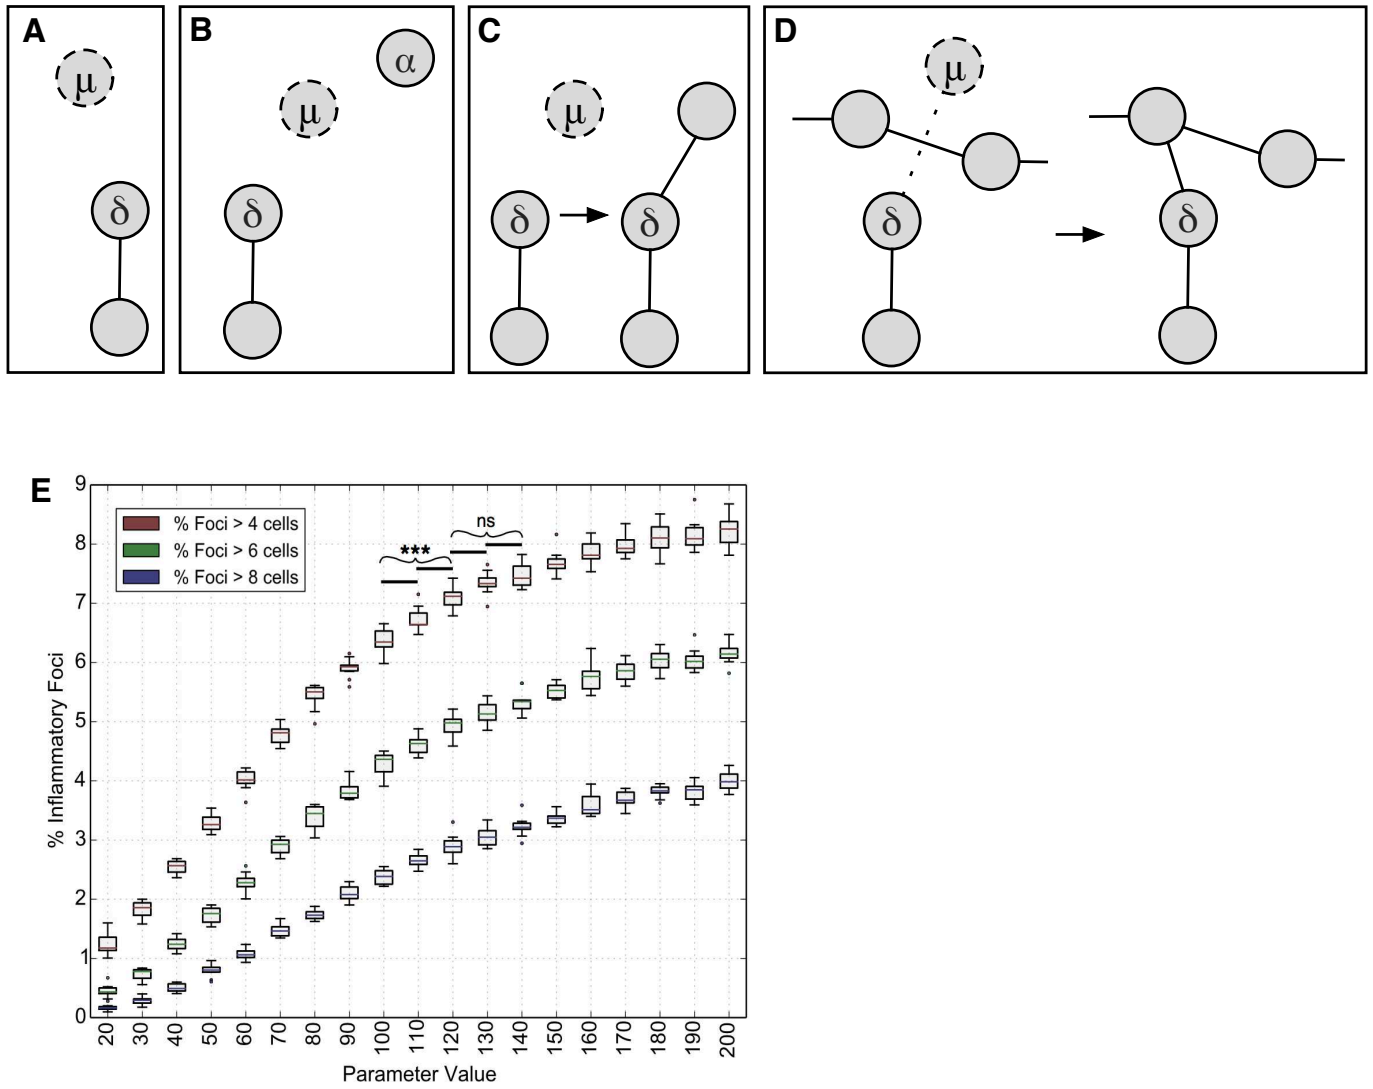 A
B
C
D
μ
δ
μ
α
δ
μ
δ
δ
μ
δ
δ
E
9
8
7
6
5
4
3
2
1
0
% Inflammatory Foci
% Foci > 4 cells
% Foci > 6 cells
% Foci > 8 cells
***
ns
20 30 40 50 60 70 80 90 100 110 120 130 140 150 160 170 180 190 200
Parameter Value